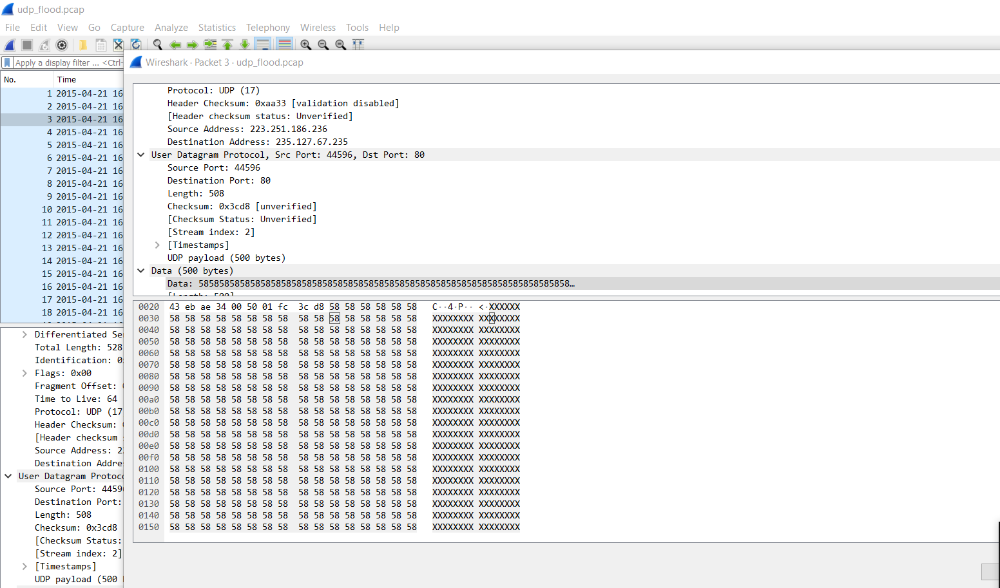 udp_flood.pcap
File Edit View Go Capture Analyze Statistics Telephony Wireless Tools Help
Apply a display filter ... <Ctrl-
No. Time
1 2015-04-21 16
2 2015-04-21 16
3 2015-04-21 16
4 2015-04-21 16
5 2015-04-21 16
6 2015-04-21 16
7 2015-04-21 16
8 2015-04-21 16
9 2015-04-21 16
10 2015-04-21 16
11 2015-04-21 16
12 2015-04-21 16
13 2015-04-21 16
14 2015-04-21 16
15 2015-04-21 16
16 2015-04-21 16
17 2015-04-21 16
18 2015-04-21 16
Differentiated Se
Total Length: 528
Identification: 0
Flags: 0x00
Fragment Offset:
Time to Live: 64
Protocol: UDP (17
Header Checksum:
[Header checksum
Source Address: 2
Destination Addre
User Datagram Protoc
Source Port: 4459
Destination Port:
Length: 508
Checksum: 0x3cd8
[Checksum Status:
[Stream index: 2]
[Timestamps]
UDP payload (500
Wireshark · Packet 3 · udp_flood.pcap
Protocol: UDP (17)
Header Checksum: 0xaa33 [validation disabled]
[Header checksum status: Unverified]
Source Address: 223.251.186.236
Destination Address: 235.127.67.235
User Datagram Protocol, Src Port: 44596, Dst Port: 80
Source Port: 44596
Destination Port: 80
Length: 508
Checksum: 0x3cd8 [unverified]
[Checksum Status: Unverified]
[Stream index: 2]
[Timestamps]
UDP payload (500 bytes)
Data (500 bytes)
Data: 585858585858585858585858585858585858585858585858585858585858585858585858…
[Length: 500]
0020 43 eb ae 34 00 50 01 fc 3c d8 58 58 58 58 58 58 C··4·P·· <·XXXXXX
0030 58 58 58 58 58 58 58 58 58 58 58 58 58 58 58 58 XXXXXXXX XXXXXXXX
0040 58 58 58 58 58 58 58 58 58 58 58 58 58 58 58 58 XXXXXXXX XXXXXXXX
0050 58 58 58 58 58 58 58 58 58 58 58 58 58 58 58 58 XXXXXXXX XXXXXXXX
0060 58 58 58 58 58 58 58 58 58 58 58 58 58 58 58 58 XXXXXXXX XXXXXXXX
0070 58 58 58 58 58 58 58 58 58 58 58 58 58 58 58 58 XXXXXXXX XXXXXXXX
0080 58 58 58 58 58 58 58 58 58 58 58 58 58 58 58 58 XXXXXXXX XXXXXXXX
0090 58 58 58 58 58 58 58 58 58 58 58 58 58 58 58 58 XXXXXXXX XXXXXXXX
00a0 58 58 58 58 58 58 58 58 58 58 58 58 58 58 58 58 XXXXXXXX XXXXXXXX
00b0 58 58 58 58 58 58 58 58 58 58 58 58 58 58 58 58 XXXXXXXX XXXXXXXX
00c0 58 58 58 58 58 58 58 58 58 58 58 58 58 58 58 58 XXXXXXXX XXXXXXXX
00d0 58 58 58 58 58 58 58 58 58 58 58 58 58 58 58 58 XXXXXXXX XXXXXXXX
00e0 58 58 58 58 58 58 58 58 58 58 58 58 58 58 58 58 XXXXXXXX XXXXXXXX
00f0 58 58 58 58 58 58 58 58 58 58 58 58 58 58 58 58 XXXXXXXX XXXXXXXX
0100 58 58 58 58 58 58 58 58 58 58 58 58 58 58 58 58 XXXXXXXX XXXXXXXX
0110 58 58 58 58 58 58 58 58 58 58 58 58 58 58 58 58 XXXXXXXX XXXXXXXX
0120 58 58 58 58 58 58 58 58 58 58 58 58 58 58 58 58 XXXXXXXX XXXXXXXX
0130 58 58 58 58 58 58 58 58 58 58 58 58 58 58 58 58 XXXXXXXX XXXXXXXX
0140 58 58 58 58 58 58 58 58 58 58 58 58 58 58 58 58 XXXXXXXX XXXXXXXX
0150 58 58 58 58 58 58 58 58 58 58 58 58 58 58 58 58 XXXXXXXX XXXXXXXX